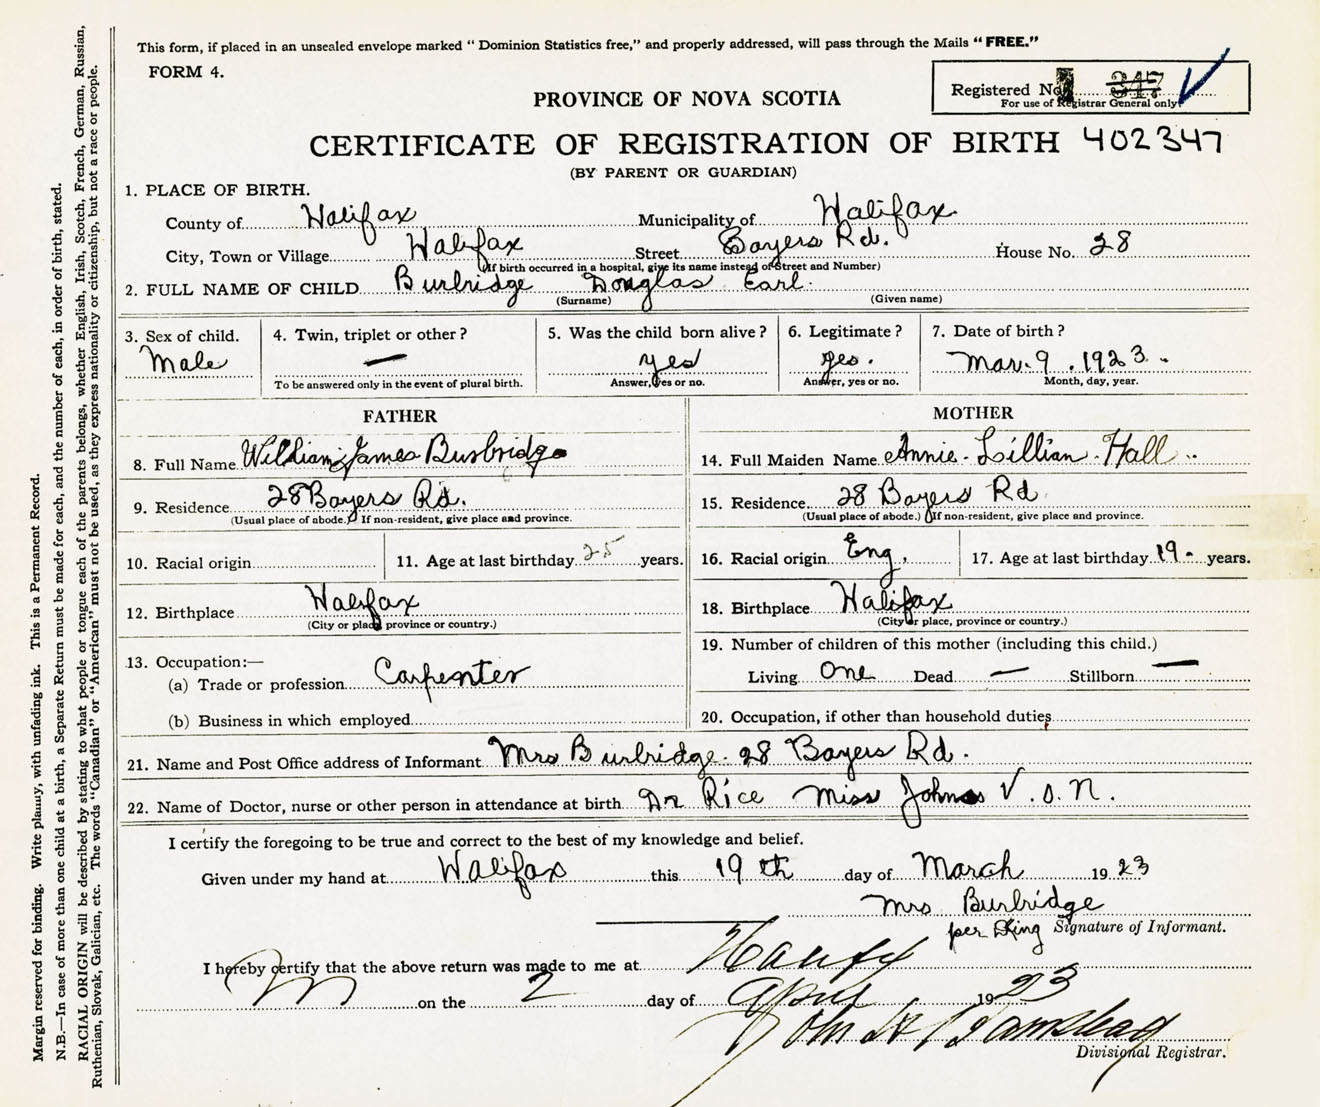 This form, if placed in an unsealed envelope marked "Dominion Statistics free," and properly addressed, will pass through the Mails "FREE."
FORM 4.
Registered No. 347
For use of Registrar General only
PROVINCE OF NOVA SCOTIA
CERTIFICATE OF REGISTRATION OF BIRTH 402347
(BY PARENT OR GUARDIAN)
1. PLACE OF BIRTH.
County of Halifax Municipality of Halifax
City, Town or Village Halifax Street Bayers Rd. House No. 28
(If birth occurred in a hospital, give its name instead of Street and Number)
2. FULL NAME OF CHILD Burbridge Douglas Earl.
(Surname) (Given name)
3. Sex of child. 4. Twin, triplet or other? 5. Was the child born alive? 6. Legitimate? 7. Date of birth?
Male — yes yes. Mar. 9. 1923.
To be answered only in the event of plural birth. Answer, yes or no. Answer, yes or no. Month, day, year.
FATHER
8. Full Name William James Burbridge
9. Residence 28 Bayers Rd.
(Usual place of abode.) If non-resident, give place and province.
10. Racial origin 11. Age at last birthday 25 years.
12. Birthplace Halifax
(City or place, province or country.)
13. Occupation:—
(a) Trade or profession Carpenter
(b) Business in which employed
MOTHER
14. Full Maiden Name Annie Lillian Hall
15. Residence 28 Bayers Rd
(Usual place of abode.) If non-resident, give place and province.
16. Racial origin Eng. 17. Age at last birthday 19 years.
18. Birthplace Halifax
(City or place, province or country.)
19. Number of children of this mother (including this child.)
Living One Dead — Stillborn —
20. Occupation, if other than household duties
21. Name and Post Office address of Informant Mrs Burbridge. 28 Bayers Rd.
22. Name of Doctor, nurse or other person in attendance at birth Dr Rice Miss Johns V.O.N.
I certify the foregoing to be true and correct to the best of my knowledge and belief.
Given under my hand at Halifax this 19th day of March 1923
Mrs Burbridge
per King Signature of Informant.
I hereby certify that the above return was made to me at
on the 2 day of April 1923
John
Divisional Registrar.
Margin reserved for binding. Write plainly, with unfading ink. This is a Permanent Record.
N.B.—In case of more than one child at a birth, a Separate Return must be made for each, and the number of each, in order of birth, stated.
RACIAL ORIGIN will be described by stating to what people or tongue each of the parents belongs, whether English, Irish, Scotch, French, German, Russian,
Ruthenian, Slovak, Galician, etc. The words "Canadian" or "American" must not be used, as they express nationality or citizenship, but not a race or people.